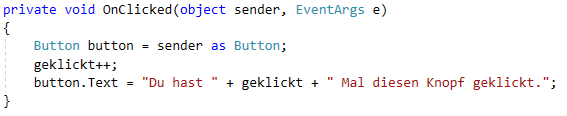 private void OnClicked(object sender, EventArgs e)
{
    Button button = sender as Button;
    geklickt++;
    button.Text = "Du hast " + geklickt + " Mal diesen Knopf geklickt.";
}